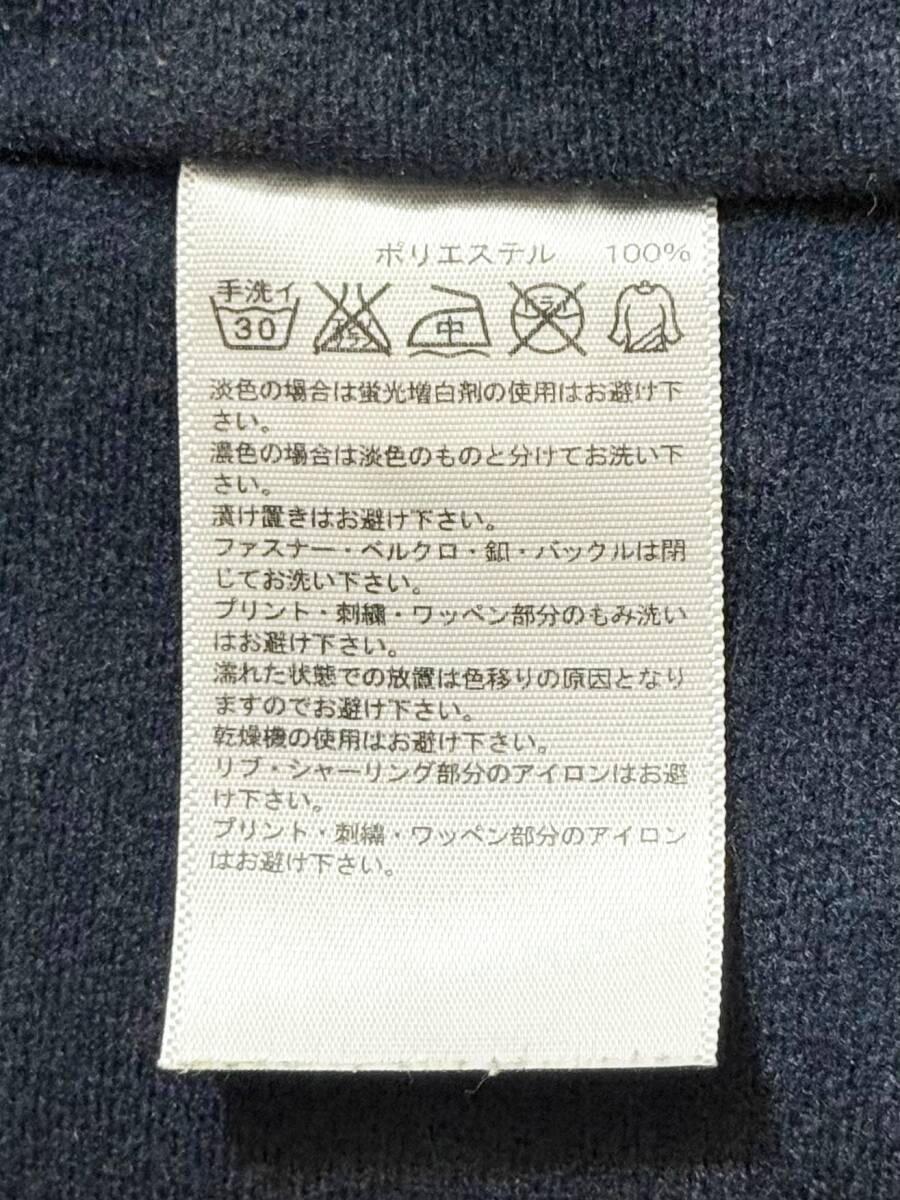 ポリエステル 100%
手洗イ
30
エンソ
サラシ
中
ドライ
淡色の場合は蛍光増白剤の使用はお避け下
さい。
濃色の場合は淡色のものと分けてお洗い下
さい。
漬け置きはお避け下さい。
ファスナー・ベルクロ・釦・バックルは閉
じてお洗い下さい。
プリント・刺繍・ワッペン部分のもみ洗い
はお避け下さい。
濡れた状態での放置は色移りの原因となり
ますのでお避け下さい。
乾燥機の使用はお避け下さい。
リブ・シャーリング部分のアイロンはお避
け下さい。
プリント・刺繍・ワッペン部分のアイロン
はお避け下さい。